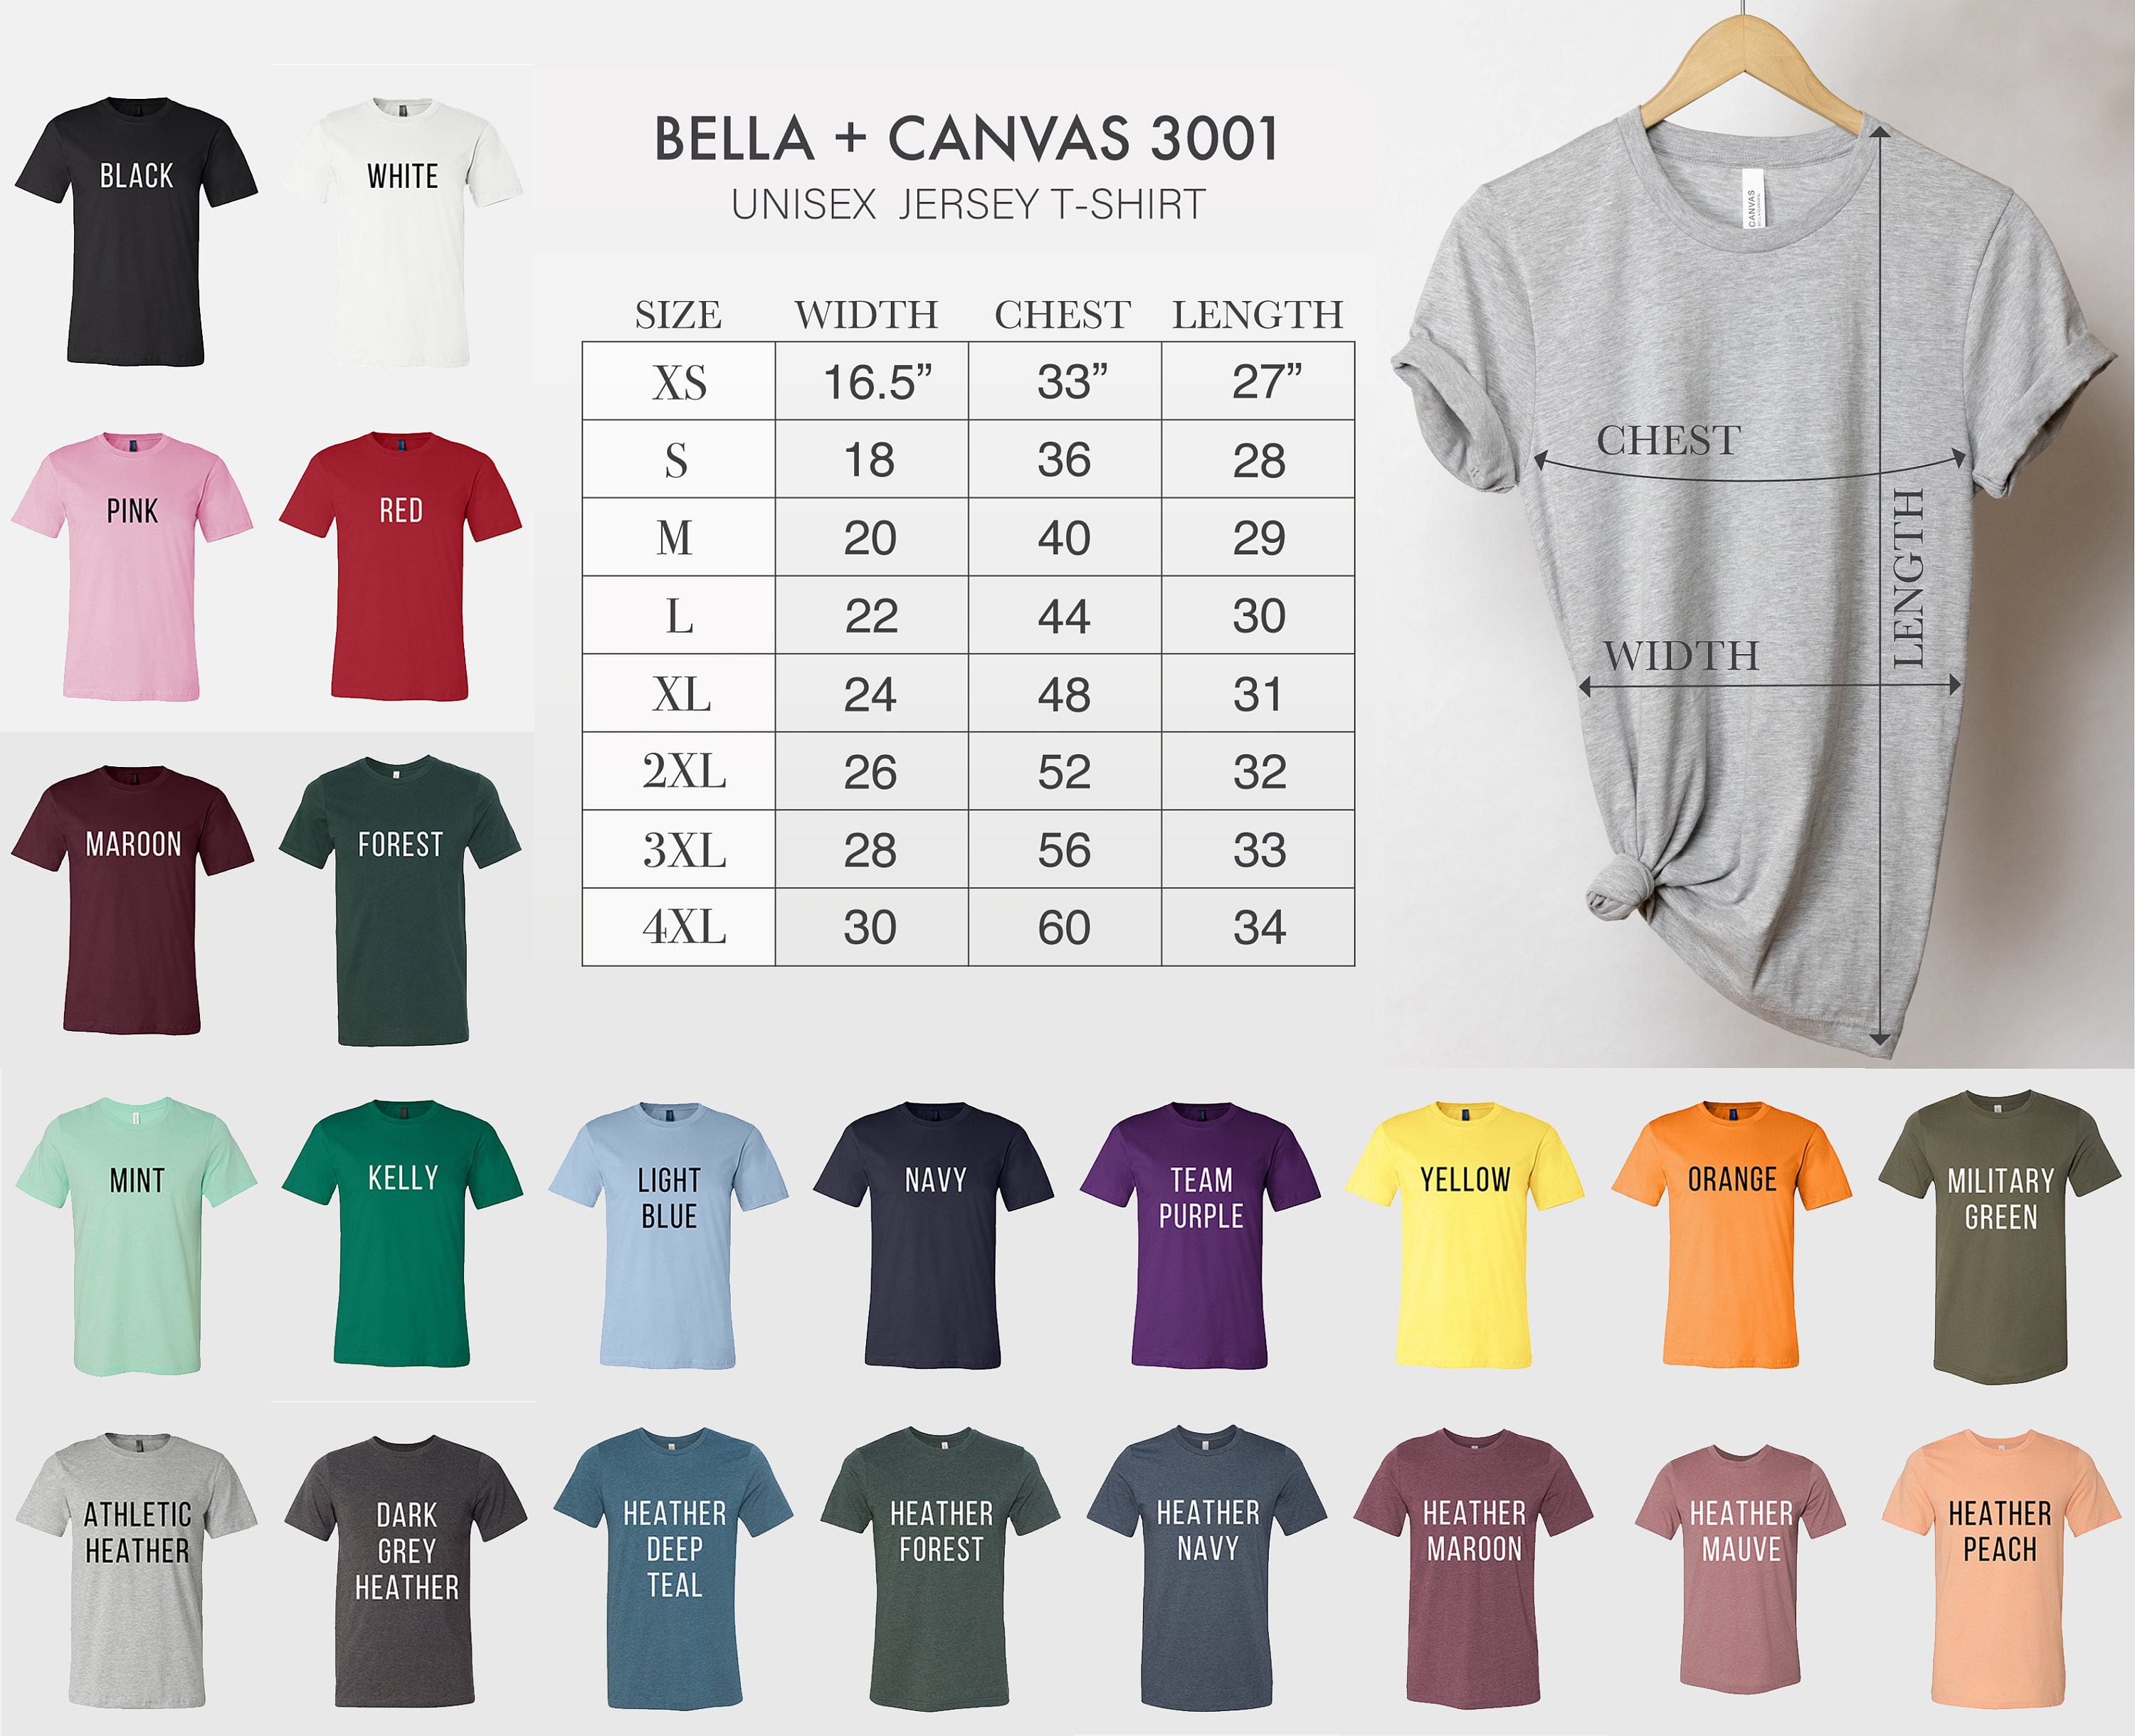 BELLA + CANVAS 3001
UNISEX JERSEY T-SHIRT
SIZE WIDTH CHEST LENGTH
XS 16.5” 33” 27”
S 18 36 28
M 20 40 29
L 22 44 30
XL 24 48 31
2XL 26 52 32
3XL 28 56 33
4XL 30 60 34
CANVAS
CHEST
WIDTH
LENGTH
BLACK
WHITE
PINK
RED
MAROON
FOREST
MINT
KELLY
LIGHT
BLUE
NAVY
TEAM
PURPLE
YELLOW
ORANGE
MILITARY
GREEN
ATHLETIC
HEATHER
DARK
GREY
HEATHER
HEATHER
DEEP
TEAL
HEATHER
FOREST
HEATHER
NAVY
HEATHER
MAROON
HEATHER
MAUVE
HEATHER
PEACH